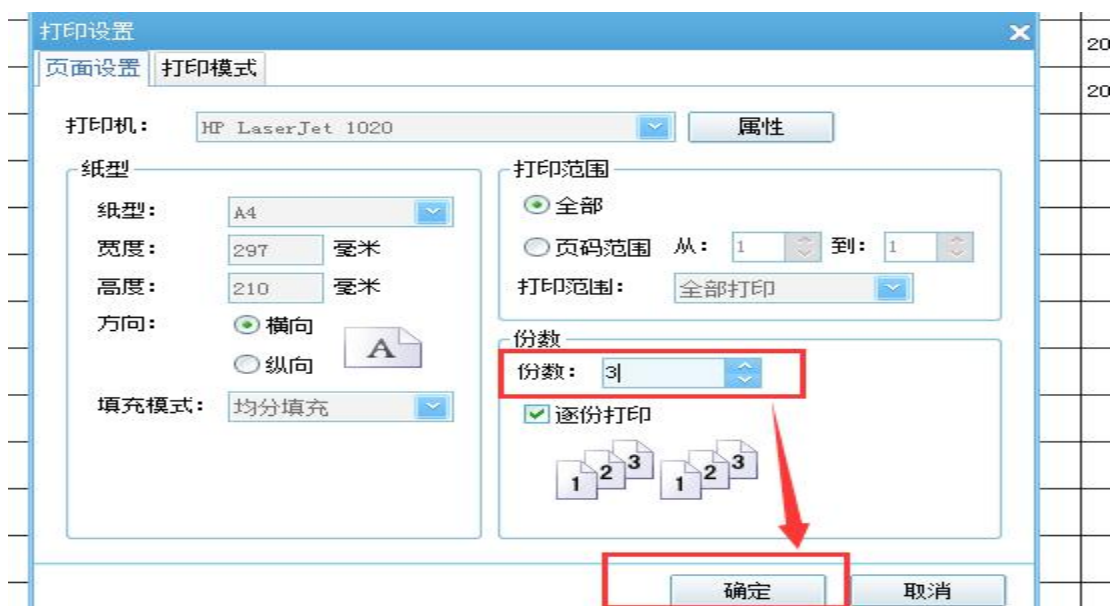 打印设置
页面设置 打印模式
打印机： HP LaserJet 1020 属性
纸型
纸型： A4
宽度： 297 毫米
高度： 210 毫米
方向： 横向
A
纵向
填充模式： 均分填充
打印范围
全部
页码范围 从： 1 到： 1
打印范围： 全部打印
份数
份数： 3
逐份打印
1 2 3 1 2 3
确定 取消
20
20